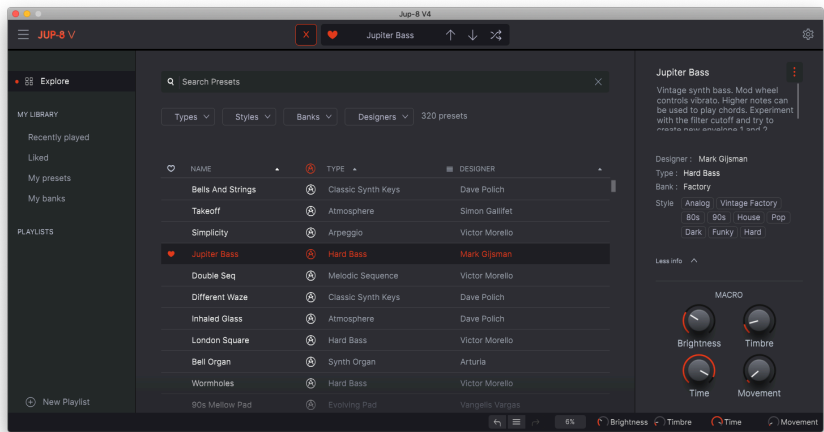 Jup-8 V4
JUP-8 V
X
Jupiter Bass
Explore
MY LIBRARY
Recently played
Liked
My presets
My banks
PLAYLISTS
New Playlist
Search Presets
Types
Styles
Banks
Designers
320 presets
NAME TYPE DESIGNER
Bells And Strings Classic Synth Keys Dave Polich
Takeoff Atmosphere Simon Gallifet
Simplicity Arpeggio Victor Morello
Jupiter Bass Hard Bass Mark Gijsman
Double Seq Melodic Sequence Victor Morello
Different Waze Classic Synth Keys Dave Polich
Inhaled Glass Atmosphere Dave Polich
London Square Hard Bass Victor Morello
Bell Organ Synth Organ Arturia
Wormholes Hard Bass Victor Morello
90s Mellow Pad Evolving Pad Vangelis Vargas
Jupiter Bass
Vintage synth bass. Mod wheel
controls vibrato. Higher notes can
be used to play chords. Experiment
with the filter cutoff and try to
create new envelope 1 and 2
Designer : Mark Gijsman
Type : Hard Bass
Bank : Factory
Style Analog Vintage Factory
80s 90s House Pop
Dark Funky Hard
Less info
MACRO
Brightness Timbre
Time Movement
6% Brightness Timbre Time Movement